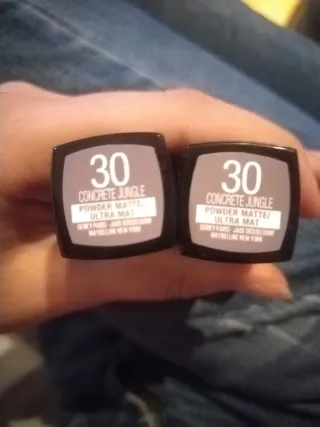 30
CONCRETE JUNGLE
POWDER MATTE/
ULTRA MAT
GEMEY PARIS · JADE DÜSSELDORF
MAYBELLINE NEW YORK
30
CONCRETE JUNGLE
POWDER MATTE/
ULTRA MAT
GEMEY PARIS · JADE DÜSSELDORF
MAYBELLINE NEW YORK